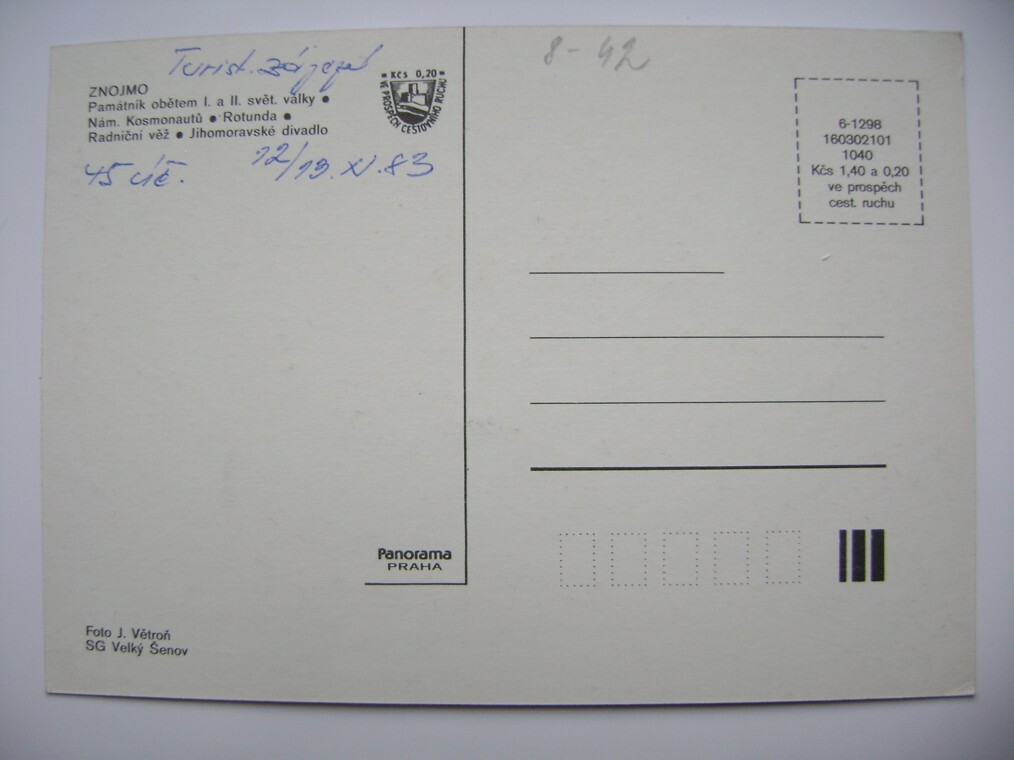 Turist. zájezd
ZNOJMO
Památník obětem I. a II. svět. války ●
Nám. Kosmonautů ● Rotunda ●
Radniční věž ● Jihomoravské divadlo
Kčs 0,20
VE PROSPĚCH CESTOVNÍHO RUCHU
45 úč. 12/13. XI. 83
8-42
6-1298
160302101
1040
Kčs 1,40 a 0,20
ve prospěch
cest. ruchu
Panorama
PRAHA
Foto J. Větroň
SG Velký Šenov